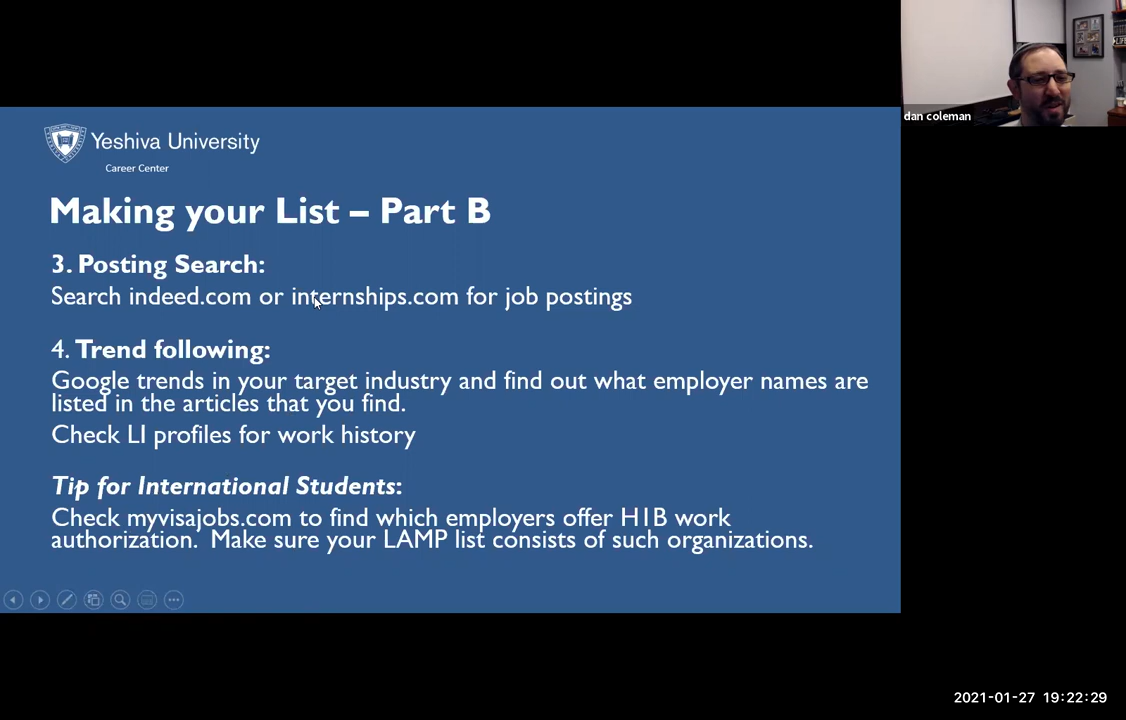 dan coleman
Yeshiva University
Career Center
Making your List – Part B
3. Posting Search:
Search indeed.com or internships.com for job postings
4. Trend following:
Google trends in your target industry and find out what employer names are
listed in the articles that you find.
Check LI profiles for work history
Tip for International Students:
Check myvisajobs.com to find which employers offer H1B work
authorization.  Make sure your LAMP list consists of such organizations.
2021-01-27 19:22:29